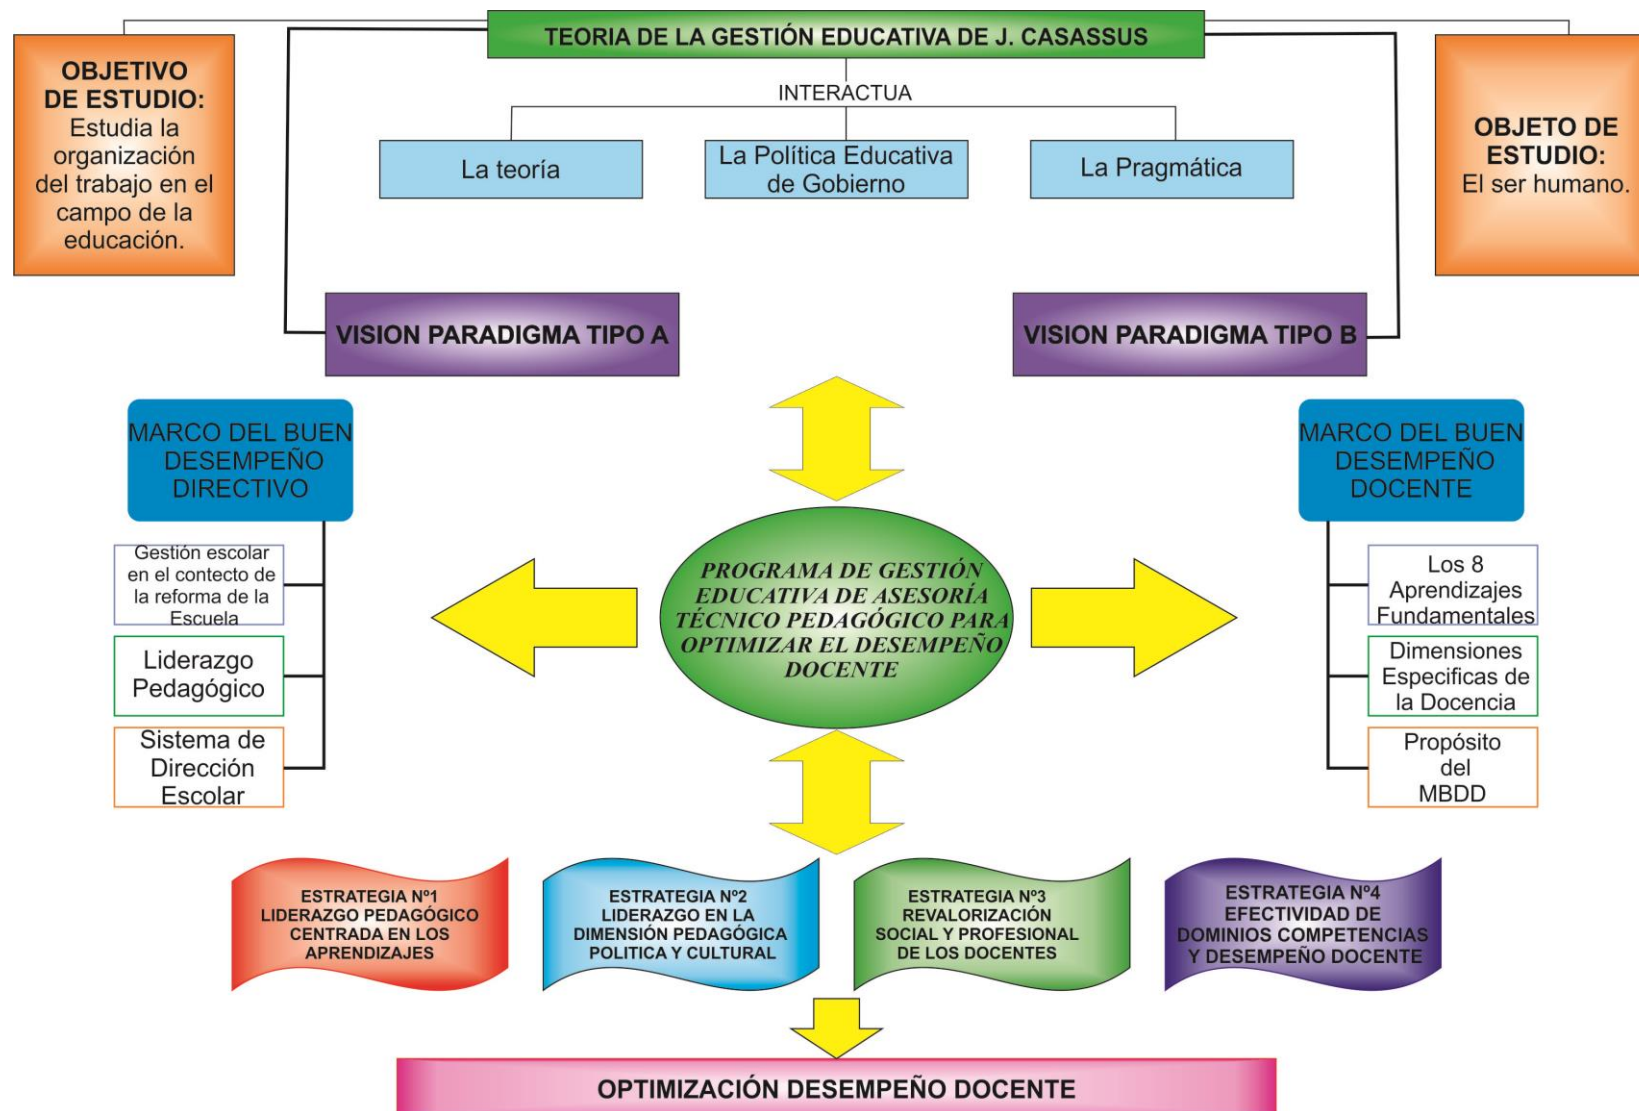 TEORIA DE LA GESTIÓN EDUCATIVA DE J. CASASSUS
OBJETIVO
DE ESTUDIO:
Estudia la
organización
del trabajo en el
campo de la
educación.
INTERACTUA
La teoría
La Política Educativa
de Gobierno
La Pragmática
OBJETO DE
ESTUDIO:
El ser humano.
VISION PARADIGMA TIPO A
VISION PARADIGMA TIPO B
MARCO DEL BUEN
DESEMPEÑO
DIRECTIVO
Gestión escolar
en el contecto de
la reforma de la
Escuela
Liderazgo
Pedagógico
Sistema de
Dirección
Escolar
PROGRAMA DE GESTIÓN
EDUCATIVA DE ASESORÍA
TÉCNICO PEDAGÓGICO PARA
OPTIMIZAR EL DESEMPEÑO
DOCENTE
MARCO DEL BUEN
DESEMPEÑO
DOCENTE
Los 8
Aprendizajes
Fundamentales
Dimensiones
Especificas de
la Docencia
Propósito
del
MBDD
ESTRATEGIA Nº1
LIDERAZGO PEDAGÓGICO
CENTRADA EN LOS
APRENDIZAJES
ESTRATEGIA Nº2
LIDERAZGO EN LA
DIMENSIÓN PEDAGÓGICA
POLITICA Y CULTURAL
ESTRATEGIA Nº3
REVALORIZACIÓN
SOCIAL Y PROFESIONAL
DE LOS DOCENTES
ESTRATEGIA Nº4
EFECTIVIDAD DE
DOMINIOS COMPETENCIAS
Y DESEMPEÑO DOCENTE
OPTIMIZACIÓN DESEMPEÑO DOCENTE